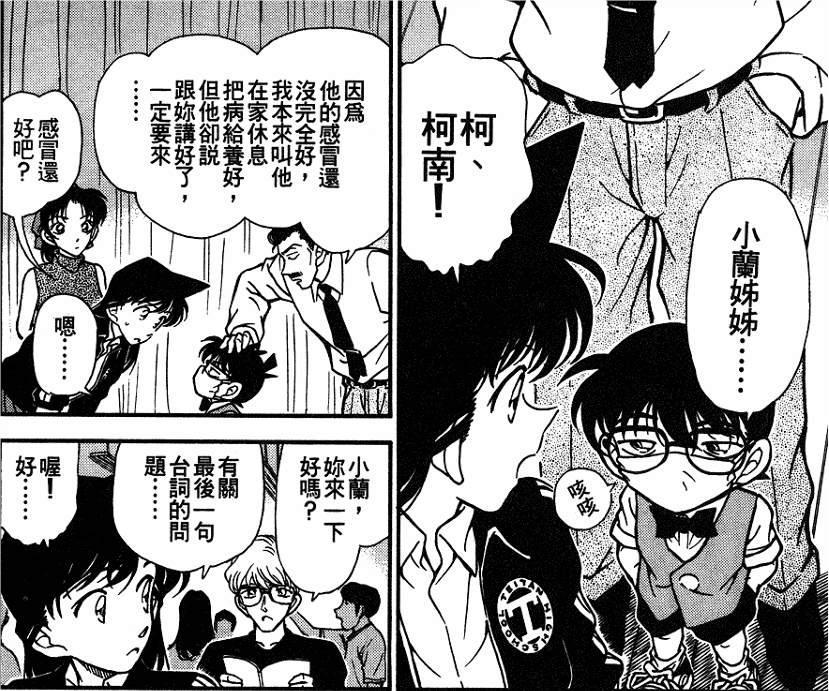 柯、
柯南！
小蘭姊姊……
咳咳
TEITAN HIGH SCHOOL
T
因為
他的感冒還
沒完全好，
我本來叫他
在家休息
把病給養好，
但他卻說
跟妳講好了，
一定要來
……
感冒還
好吧？
嗯……
小蘭，
妳來一下
好嗎？
有關
最後一句
台詞的問
題……
喔！
好…